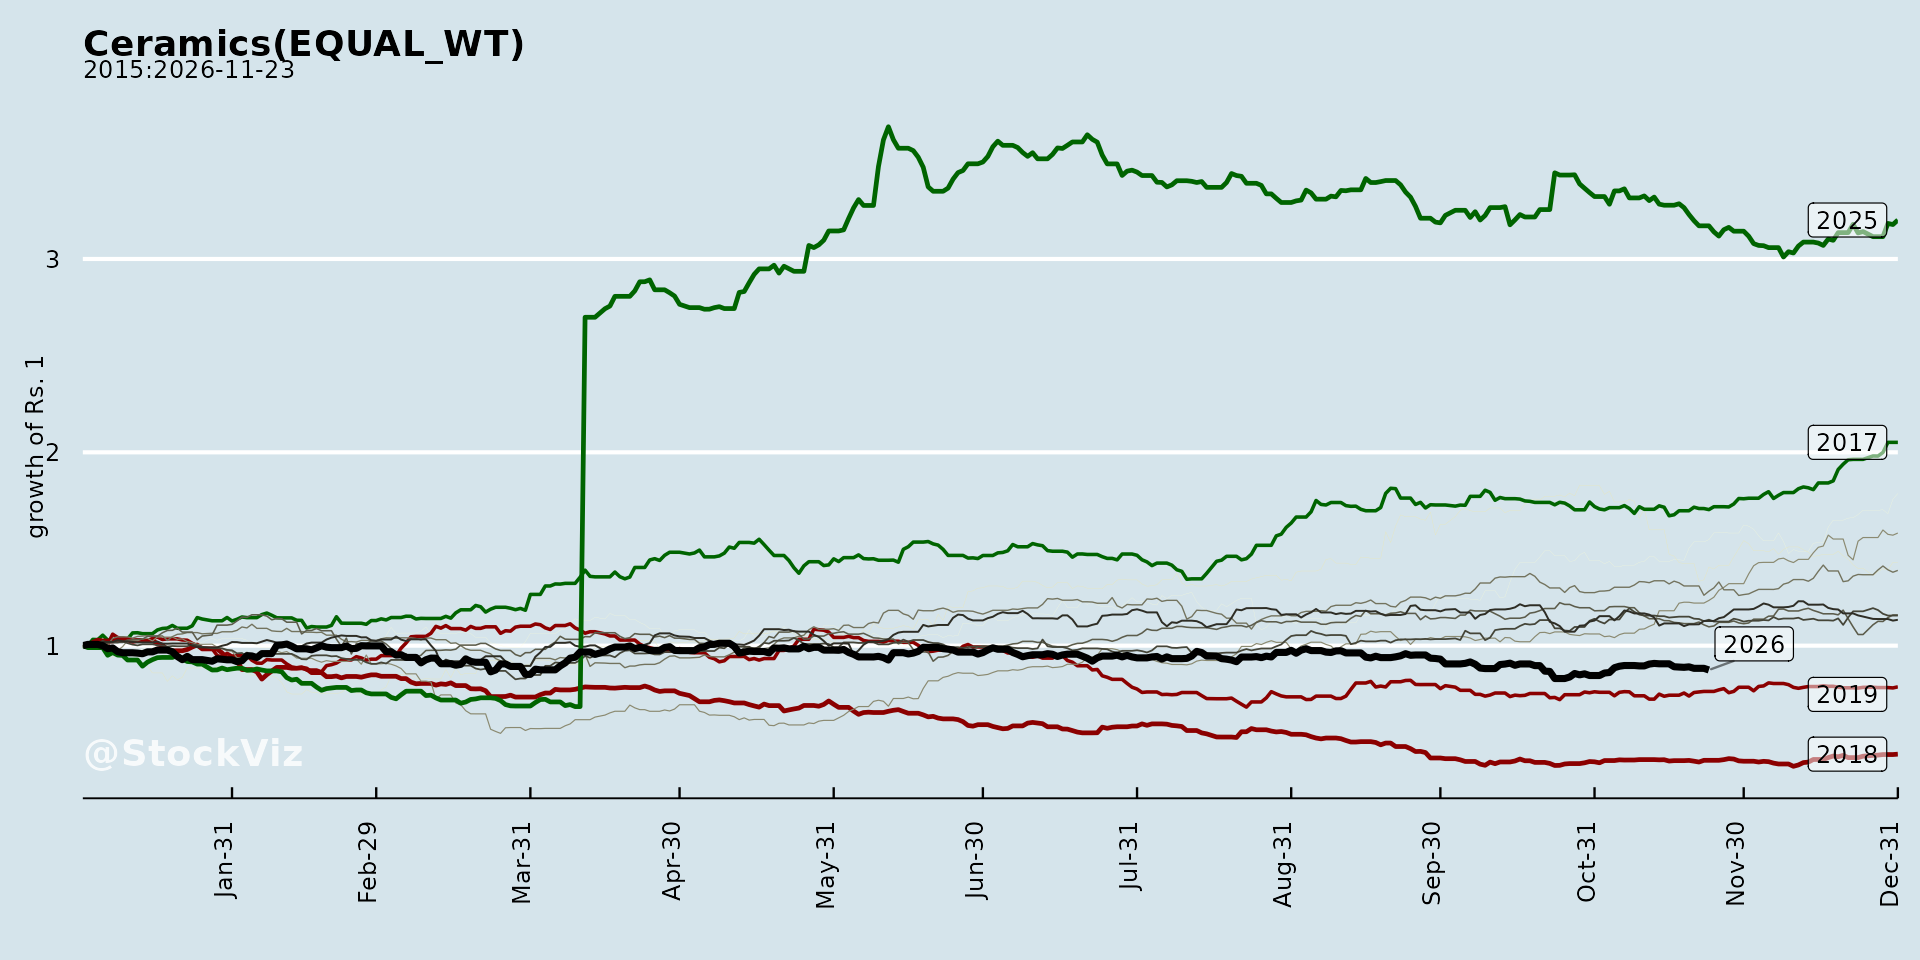 Ceramics(EQUAL_WT)
2015:2026-11-23
growth of Rs. 1
3
2
1
2025
2017
2026
2019
2018
@StockViz
Jan-31
Feb-29
Mar-31
Apr-30
May-31
Jun-30
Jul-31
Aug-31
Sep-30
Oct-31
Nov-30
Dec-31